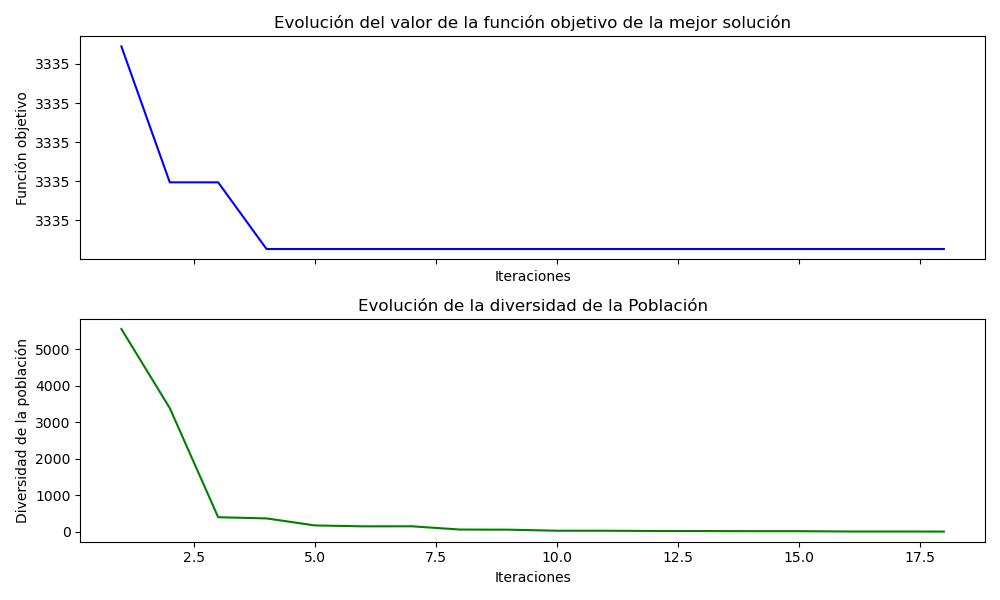 Evolución del valor de la función objetivo de la mejor solución
3335
3335
3335
3335
3335
Función objetivo
Iteraciones
Evolución de la diversidad de la Población
5000
4000
3000
2000
1000
0
Diversidad de la población
2.5 5.0 7.5 10.0 12.5 15.0 17.5
Iteraciones